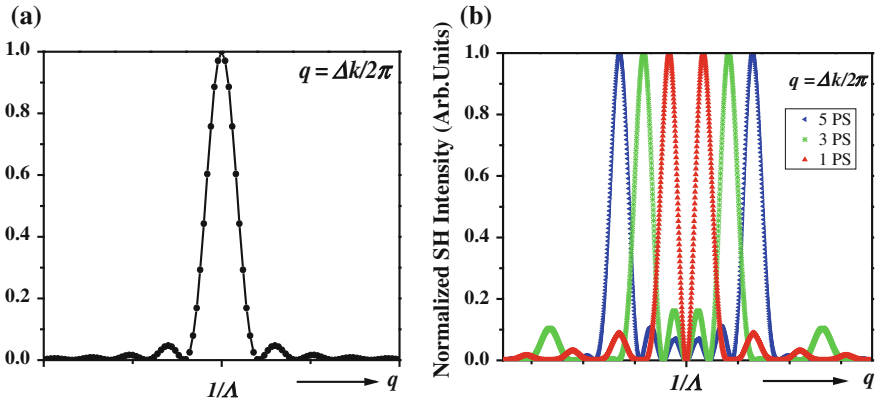 (a)
1.0
0.8
0.6
0.4
0.2
0.0
q = Δk/2π
1/Λ
q
(b)
Normalized SH Intensity (Arb.Units)
1.0
0.8
0.6
0.4
0.2
0.0
q = Δk/2π
5 PS
3 PS
1 PS
1/Λ
q